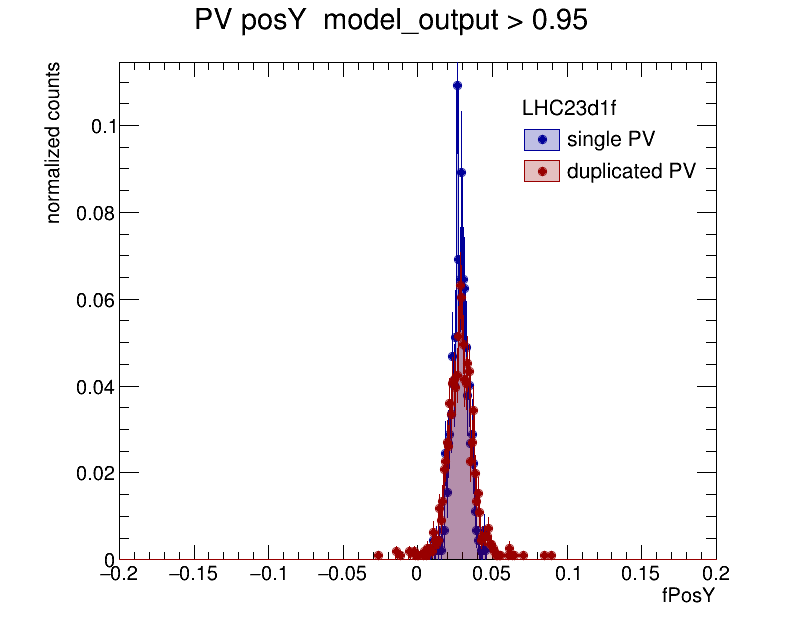 PV posY  model_output > 0.95
normalized counts
LHC23d1f
single PV
duplicated PV
0.1
0.08
0.06
0.04
0.02
0
−0.2 −0.15 −0.1 −0.05 0 0.05 0.1 0.15 0.2
fPosY